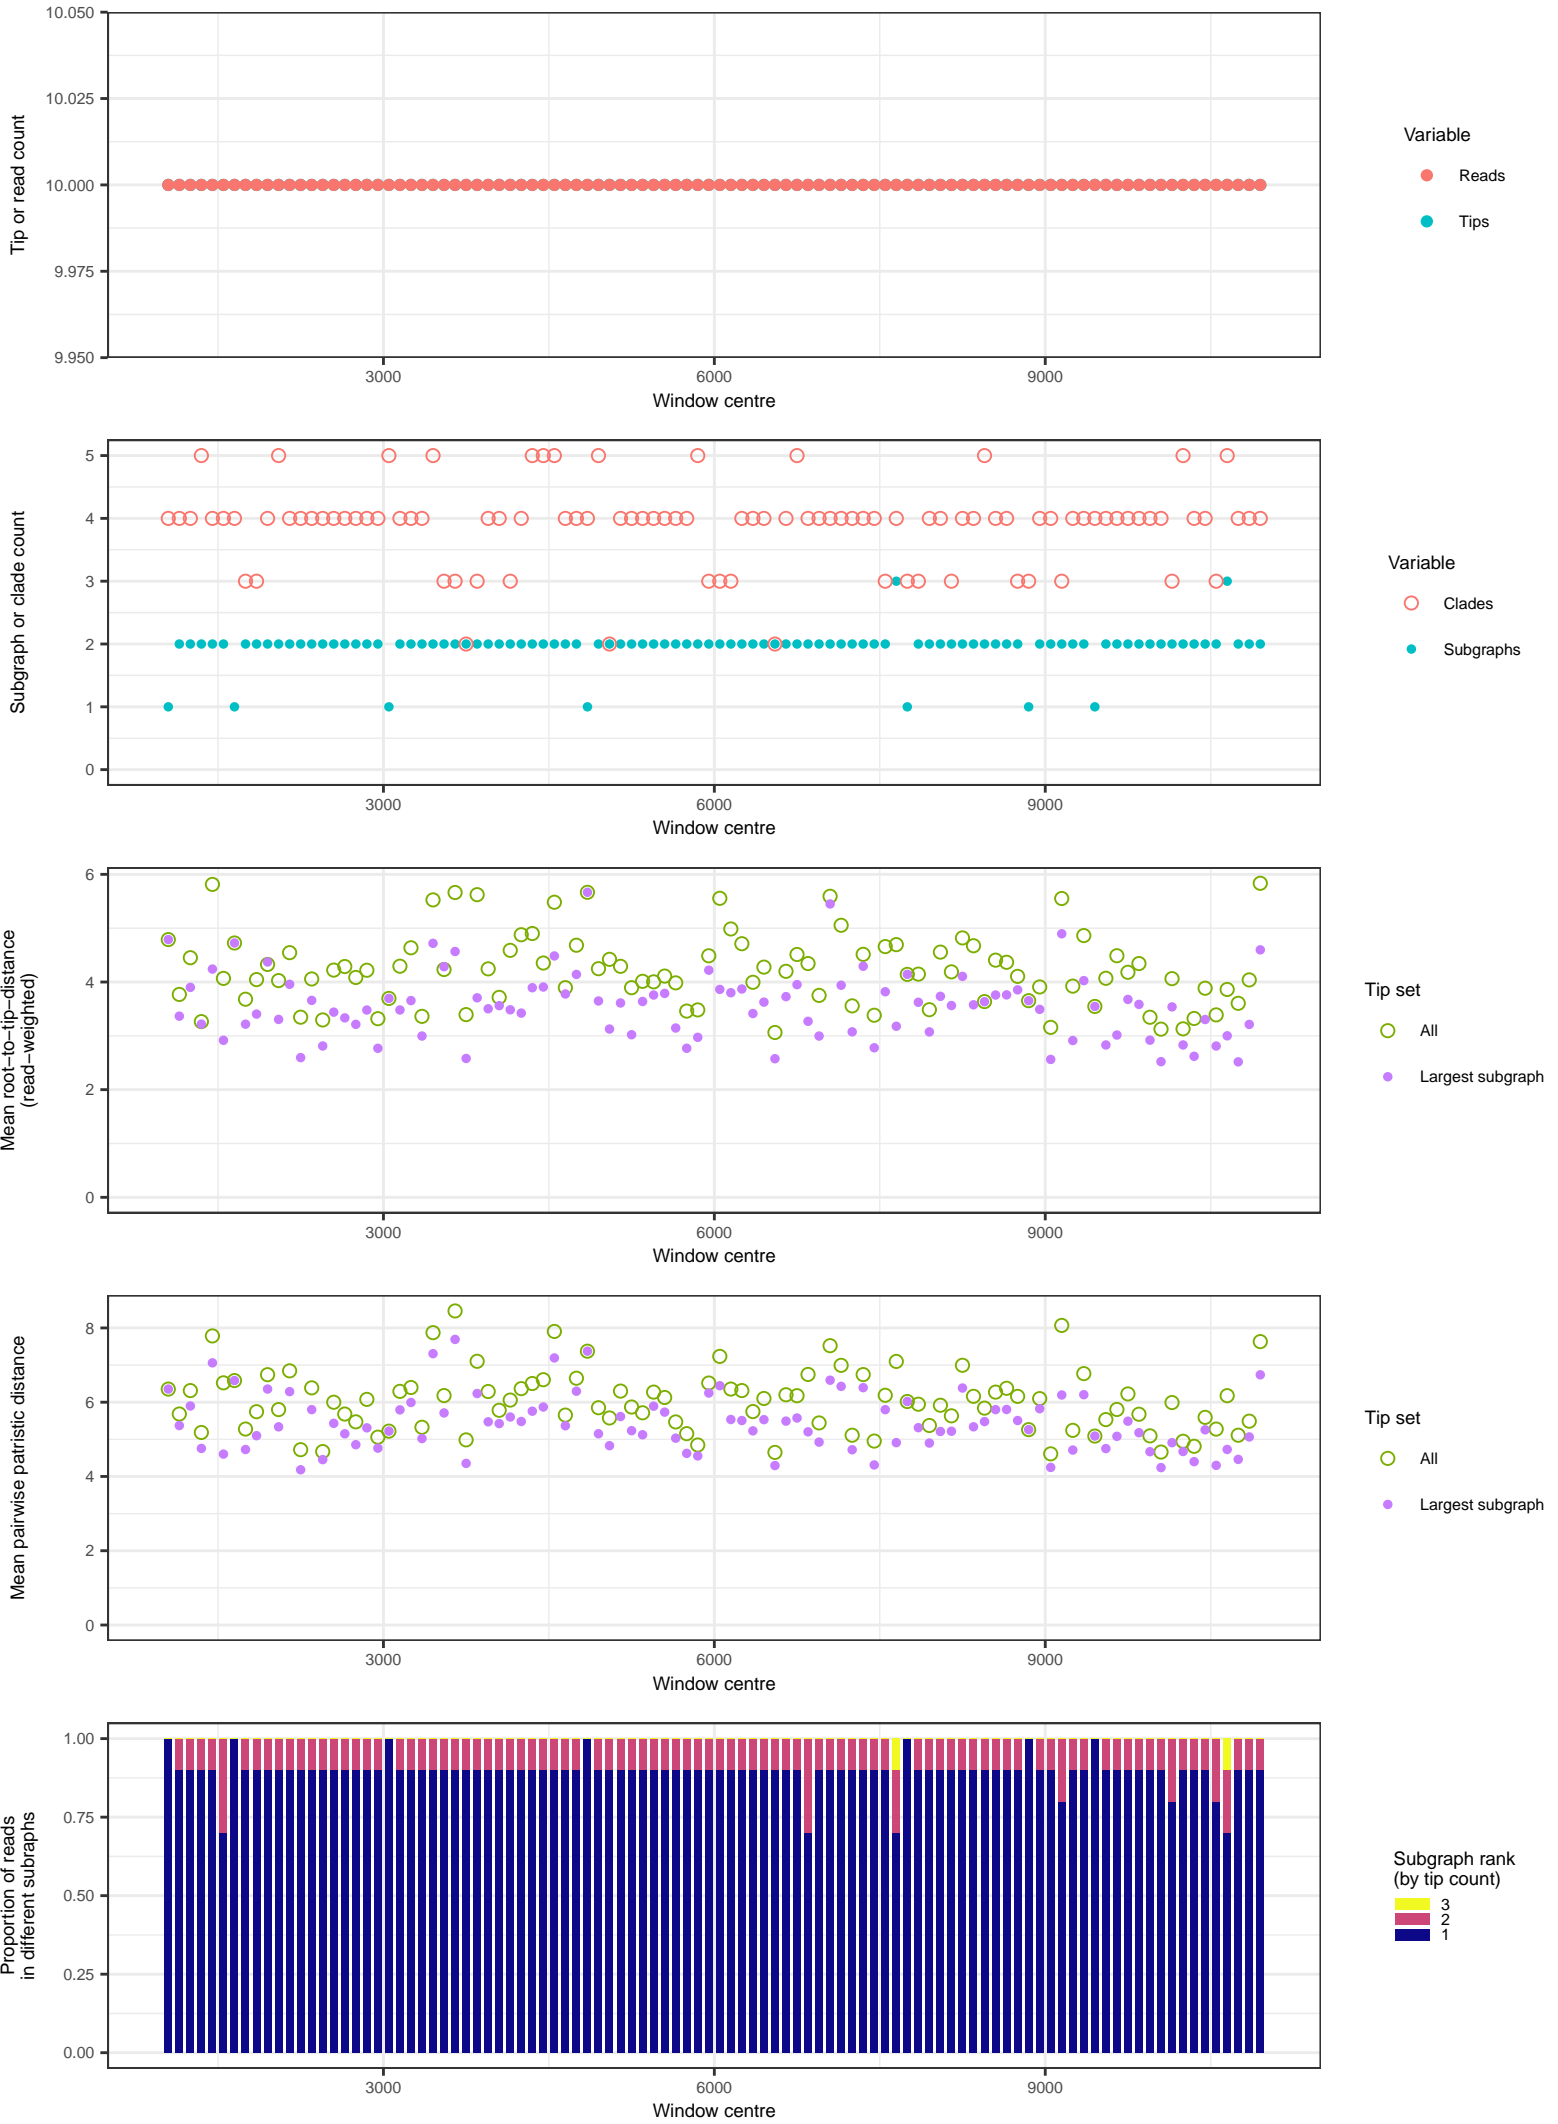 10.050
10.025
10.000
9.975
9.950
Tip or read count
3000
6000
9000
Window centre
Variable
Reads
Tips
5
4
3
2
1
0
Subgraph or clade count
3000
6000
9000
Window centre
Variable
Clades
Subgraphs
6
4
2
0
Mean root−to−tip−distance
(read−weighted)
3000
6000
9000
Window centre
Tip set
All
Largest subgraph
8
6
4
2
0
Mean pairwise patristic distance
3000
6000
9000
Window centre
Tip set
All
Largest subgraph
1.00
0.75
0.50
0.25
0.00
Proportion of reads
in different subraphs
3000
6000
9000
Window centre
Subgraph rank
(by tip count)
3
2
1